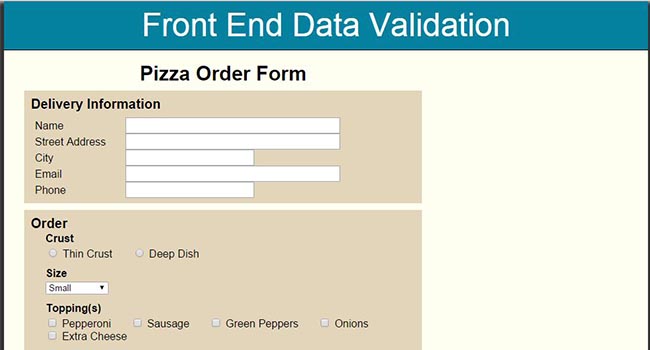 Front End Data Validation
Pizza Order Form
Delivery Information
Name
Street Address
City
Email
Phone
Order
Crust
Thin Crust Deep Dish
Size
Small
Topping(s)
Pepperoni Sausage Green Peppers Onions
Extra Cheese